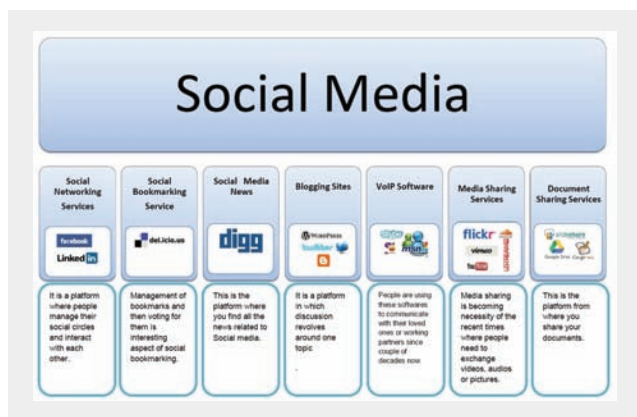 Social Media
Social
Networking
Services
facebook
Linked in
It is a platform
where people
manage their
social circles
and interact
with each
other.
Social
Bookmarking
Service
del.icio.us
Management of
bookmarks and
then voting for
them is
interesting
aspect of social
bookmarking.
Social Media
News
digg
This is the
platform where
you find all the
news related to
Social media.
Blogging Sites
WordPress
twitter
It is a platform
in which
discussion
revolves
around one
topic
.
VoIP Software
skype
msn
People are using
these softwares
to communicate
with their loved
ones or working
partners since
couple of
decades now.
Media Sharing
Services
flickr
vimeo
You Tube
Media sharing
is becoming
necessity of the
recent times
where people
need to
exchange
videos, audios
or pictures.
Document
Sharing Services
slideshare
Google Drive
This is the
platform from
where you
share your
documents.